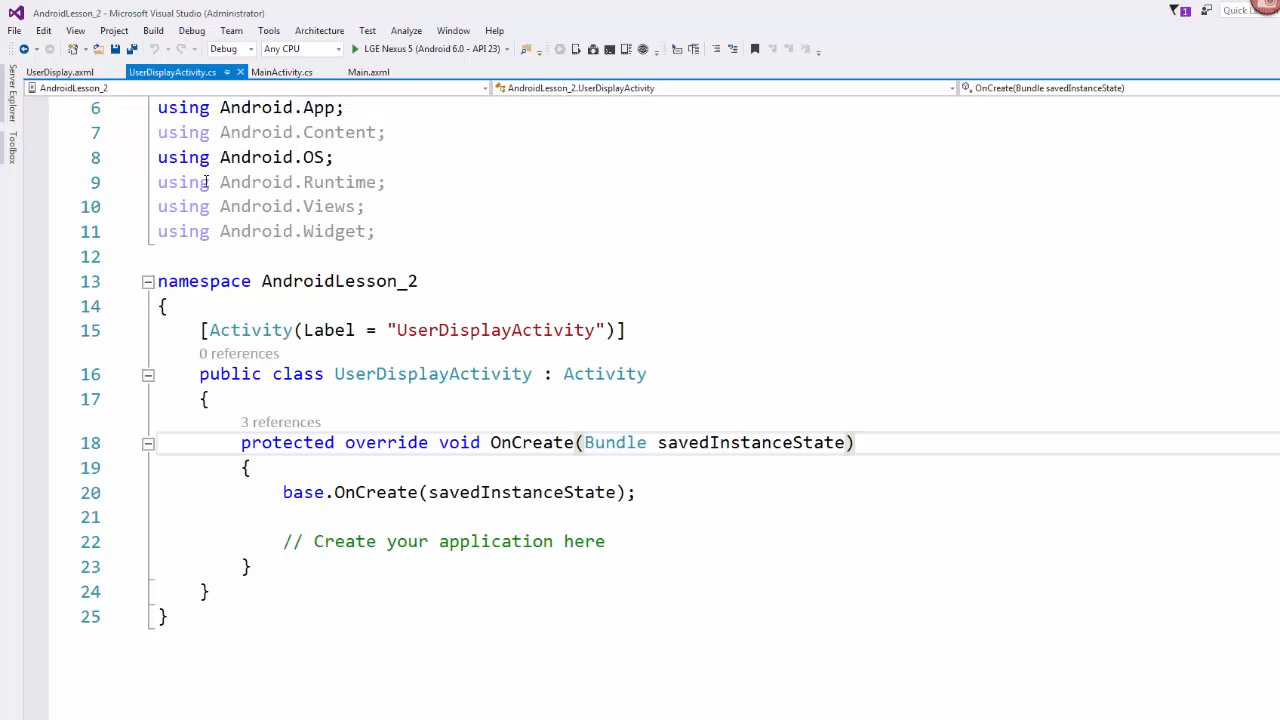 AndroidLesson_2 - Microsoft Visual Studio (Administrator)
1
File Edit View Project Build Debug Team Tools Architecture Test Analyze Window Help
Debug Any CPU LGE Nexus 5 (Android 6.0 - API 23)
UserDisplay.axml UserDisplayActivity.cs MainActivity.cs Main.axml
AndroidLesson_2 AndroidLesson_2.UserDisplayActivity OnCreate(Bundle savedInstanceState)
Server Explorer
Toolbox
6 using Android.App;
7 using Android.Content;
8 using Android.OS;
9 using Android.Runtime;
10 using Android.Views;
11 using Android.Widget;
12
13 namespace AndroidLesson_2
14 {
15 [Activity(Label = "UserDisplayActivity")]
0 references
16 public class UserDisplayActivity : Activity
17 {
3 references
18 protected override void OnCreate(Bundle savedInstanceState)
19 {
20 base.OnCreate(savedInstanceState);
21
22 // Create your application here
23 }
24 }
25 }